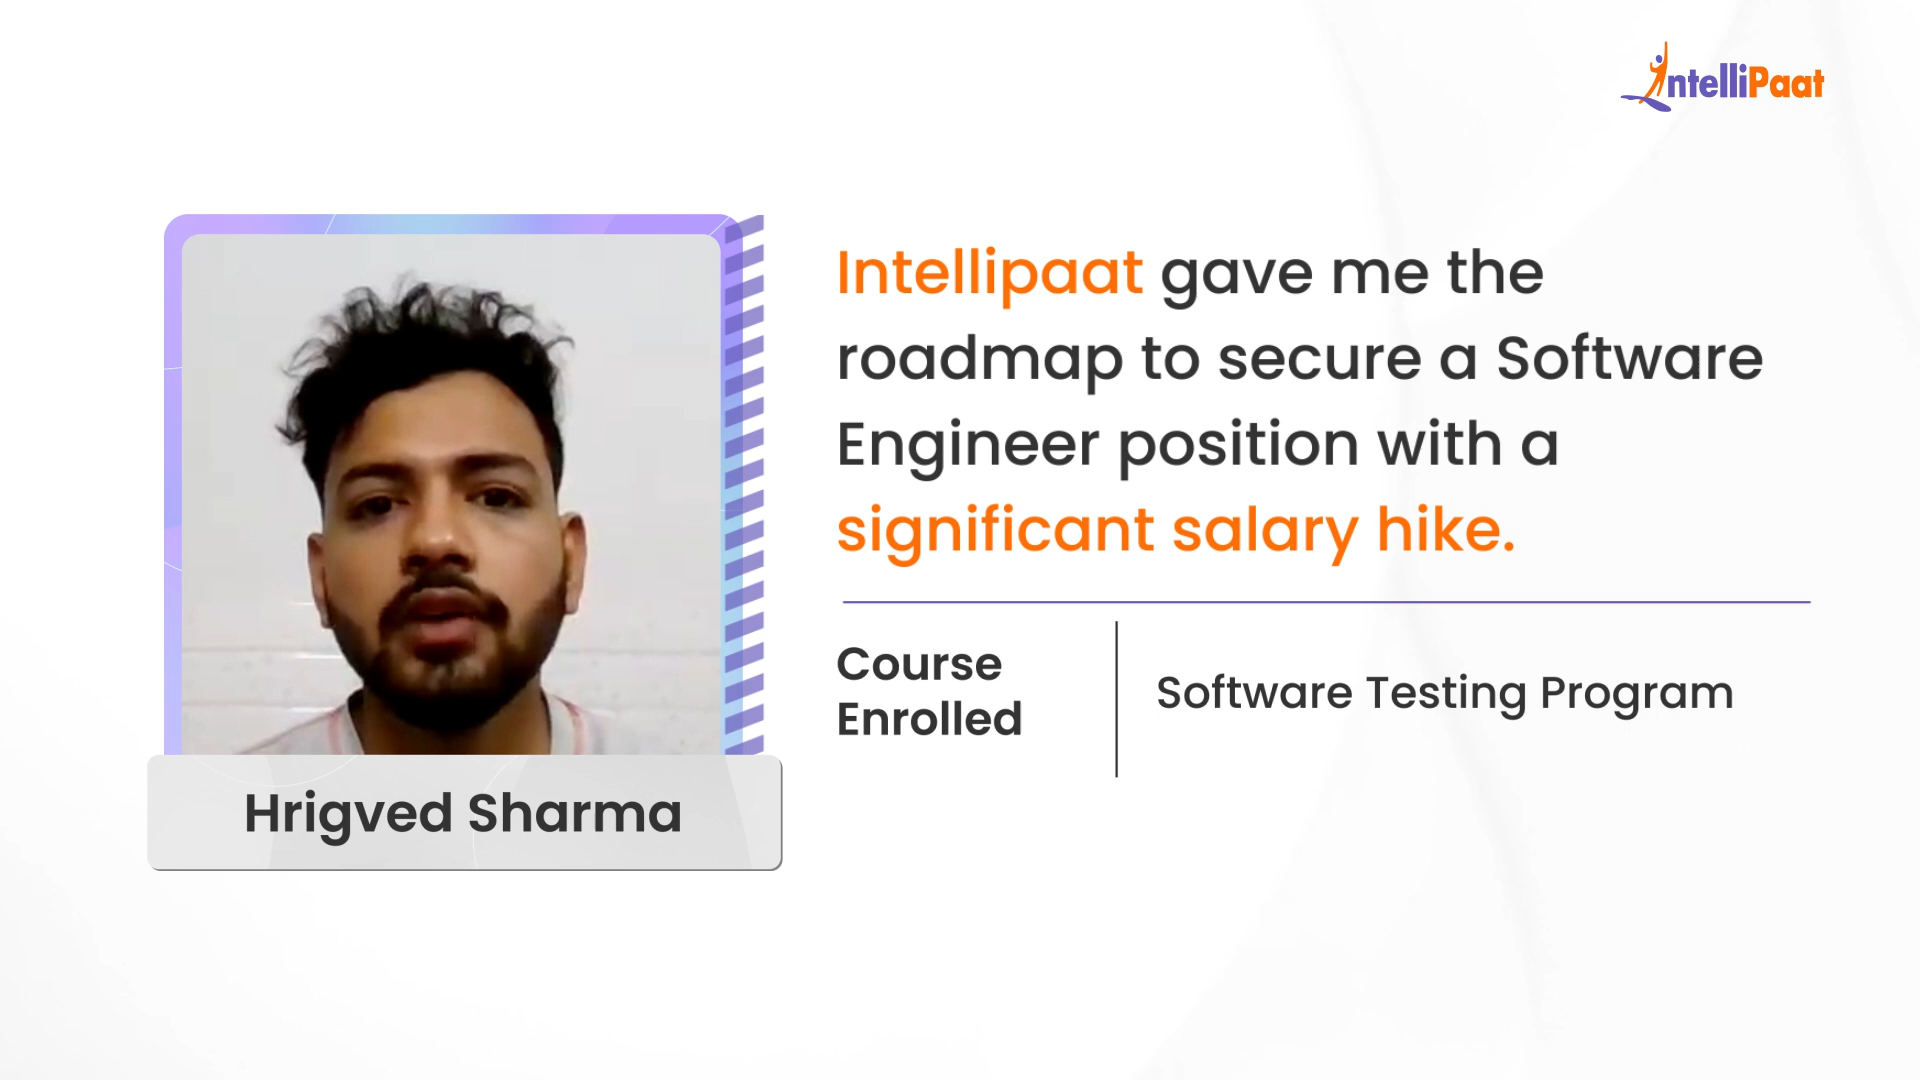 IntelliPaat
Intellipaat gave me the
roadmap to secure a Software
Engineer position with a
significant salary hike.
Course
Enrolled
Software Testing Program
Hrigved Sharma